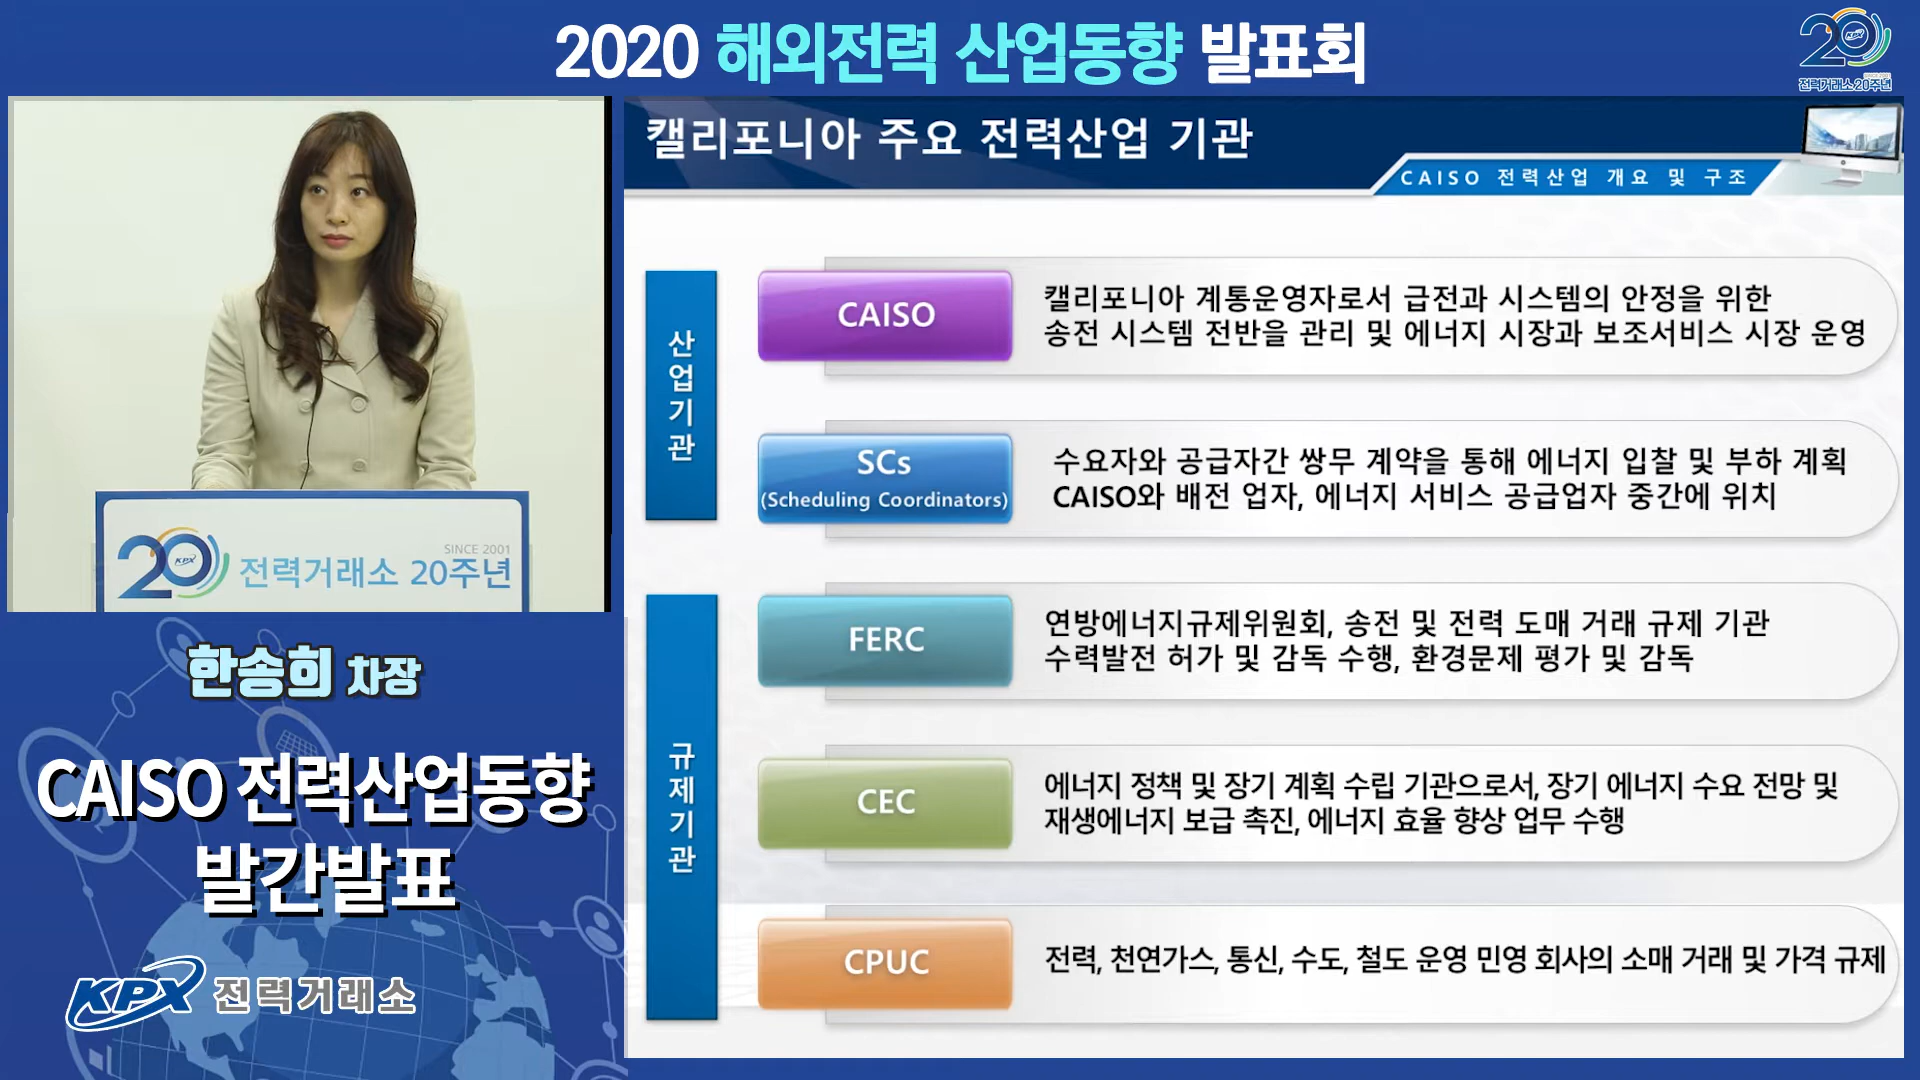 2020 해외전력 산업동향 발표회
20
KPX
SINCE 2001
전력거래소 20주년
캘리포니아 주요 전력산업 기관
CAISO 전력산업 개요 및 구조
산업기관
CAISO
캘리포니아 계통운영자로서 급전과 시스템의 안정을 위한
송전 시스템 전반을 관리 및 에너지 시장과 보조서비스 시장 운영
SCs
(Scheduling Coordinators)
수요자와 공급자간 쌍무 계약을 통해 에너지 입찰 및 부하 계획
CAISO와 배전 업자, 에너지 서비스 공급업자 중간에 위치
규제기관
FERC
연방에너지규제위원회, 송전 및 전력 도매 거래 규제 기관
수력발전 허가 및 감독 수행, 환경문제 평가 및 감독
CEC
에너지 정책 및 장기 계획 수립 기관으로서, 장기 에너지 수요 전망 및
재생에너지 보급 촉진, 에너지 효율 향상 업무 수행
CPUC
전력, 천연가스, 통신, 수도, 철도 운영 민영 회사의 소매 거래 및 가격 규제
20
KPX
SINCE 2001
전력거래소 20주년
한송희 차장
CAISO 전력산업동향
발간발표
KPX 전력거래소